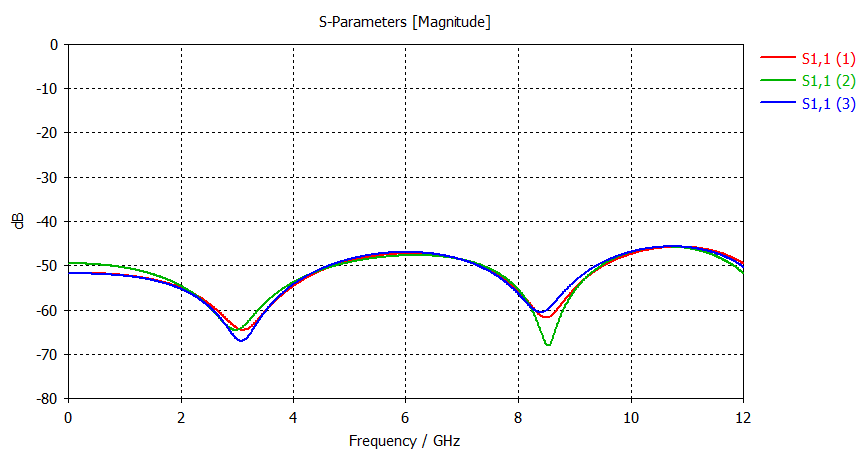 S-Parameters [Magnitude]
0
-10
-20
-30
-40
-50
-60
-70
-80
dB
0 2 4 6 8 10 12
Frequency / GHz
S1,1 (1)
S1,1 (2)
S1,1 (3)